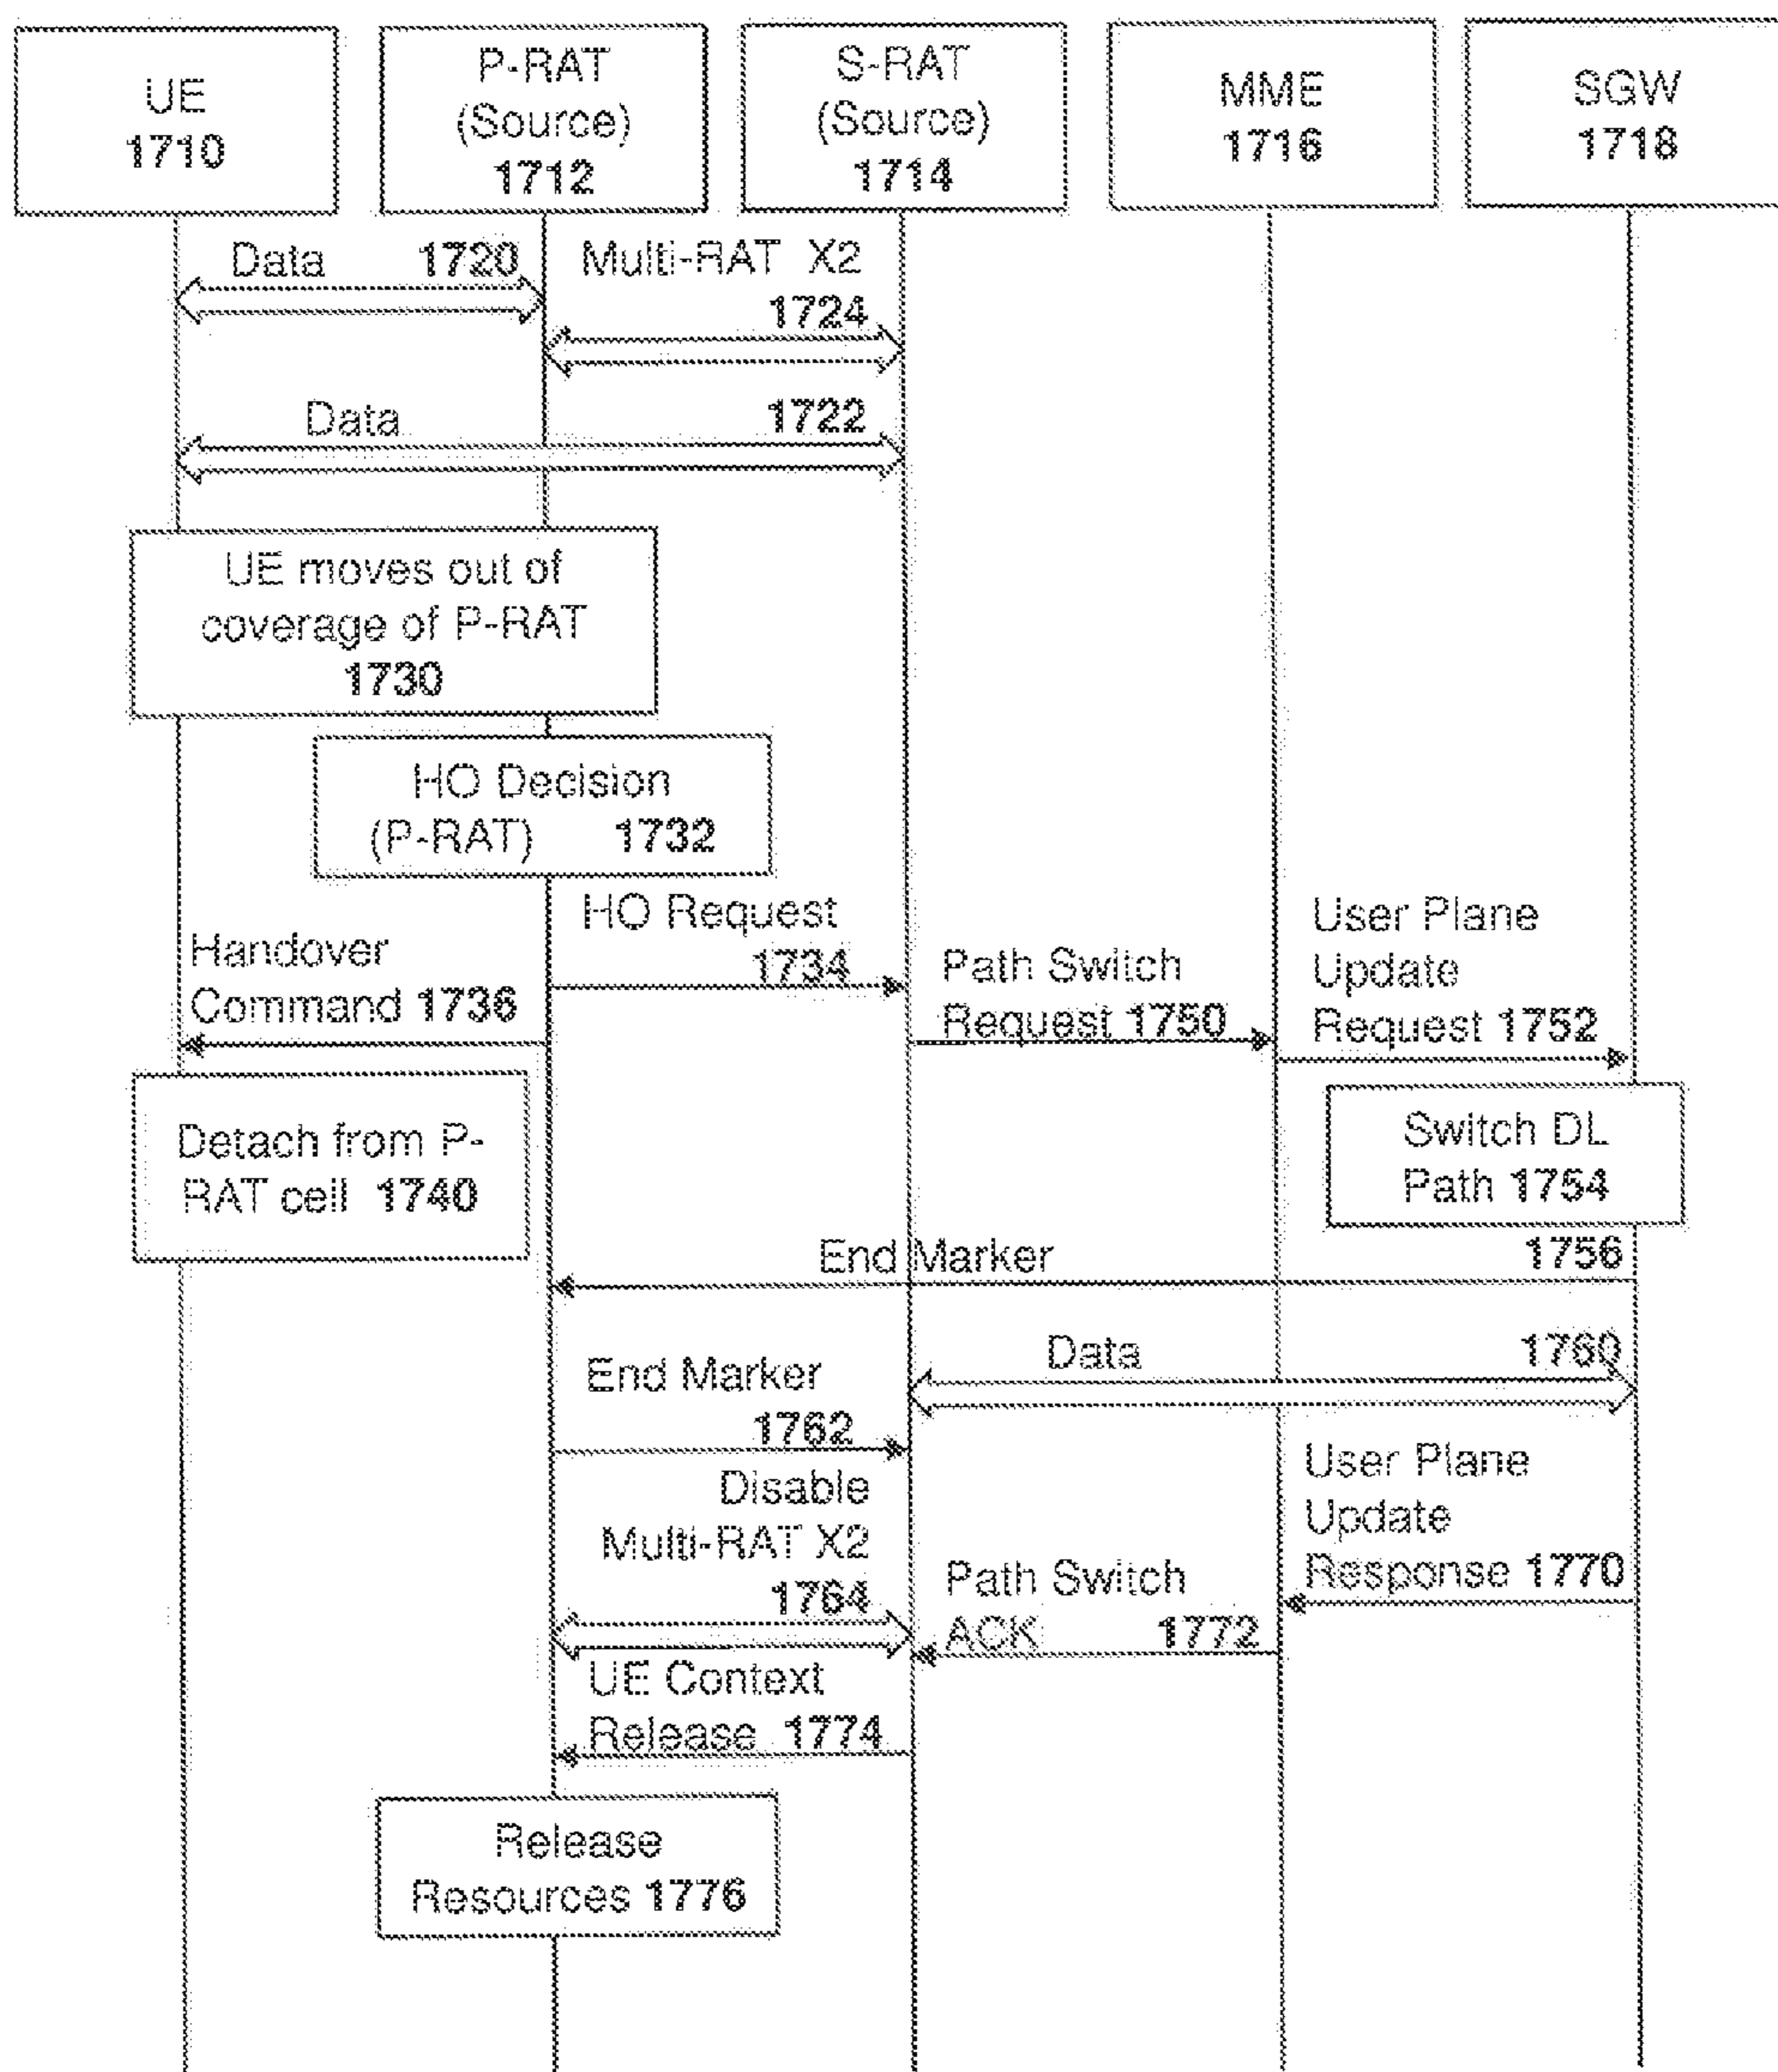 UE
1710
P-RAT
(Source)
1712
S-RAT
(Source)
1714
MME
1716
SGW
1718
Data 1720
Multi-RAT X2
1724
Data 1722
UE moves out of
coverage of P-RAT
1730
HO Decision
(P-RAT) 1732
HO Request
1734
Handover
Command 1736
Path Switch
Request 1750
User Plane
Update
Request 1752
Detach from P-
RAT cell 1740
Switch DL
Path 1754
End Marker 1756
Data 1760
End Marker
1762
Disable
Multi-RAT X2
1764
User Plane
Update
Response 1770
Path Switch
ACK 1772
UE Context
Release 1774
Release
Resources 1776